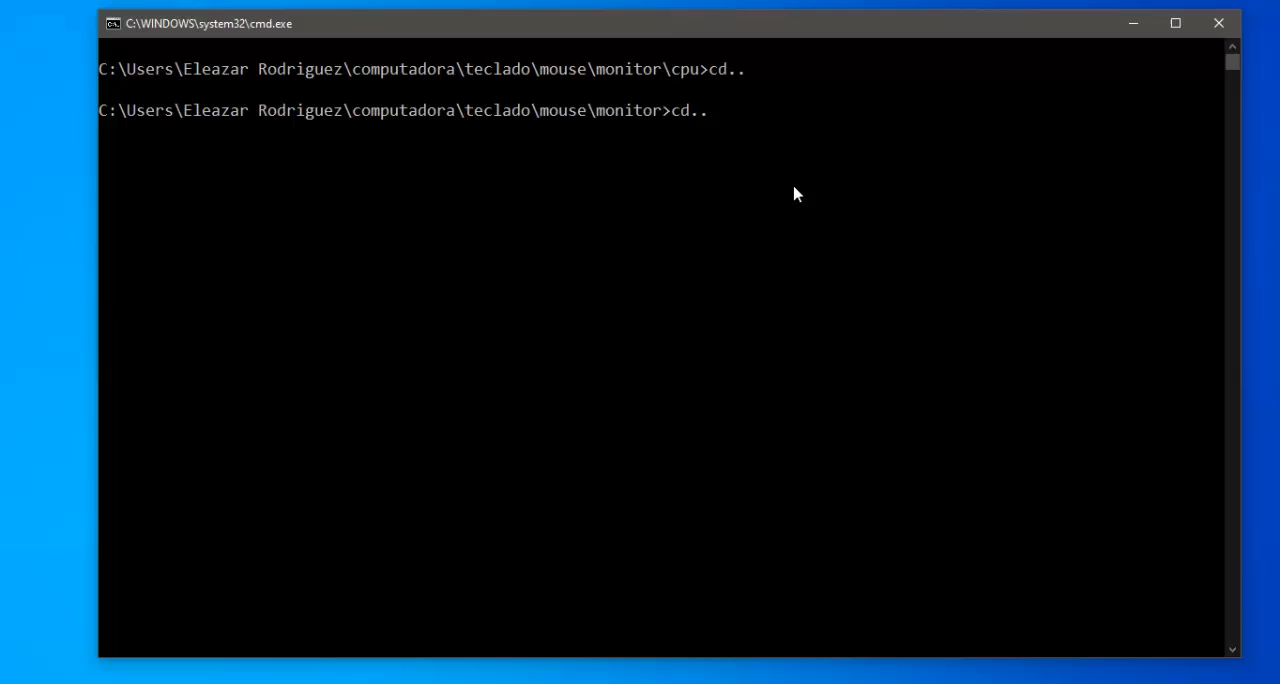 C:\WINDOWS\system32\cmd.exe
C:\Users\Eleazar Rodriguez\computadora\teclado\mouse\monitor\cpu>cd..
C:\Users\Eleazar Rodriguez\computadora\teclado\mouse\monitor>cd..